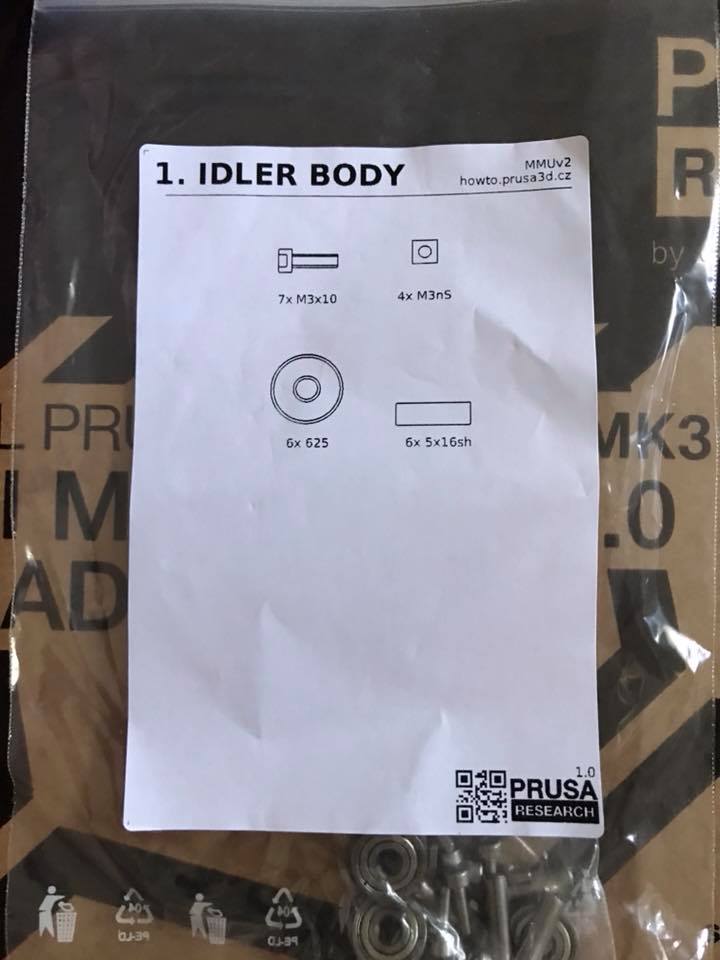 P
R
by
1. IDLER BODY
MMUv2
howto.prusa3d.cz
7x M3x10
4x M3nS
6x 625
6x 5x16sh
MK3
.0
AD
1.0
PRUSA
RESEARCH
04
PE-LD
04
PE-LD